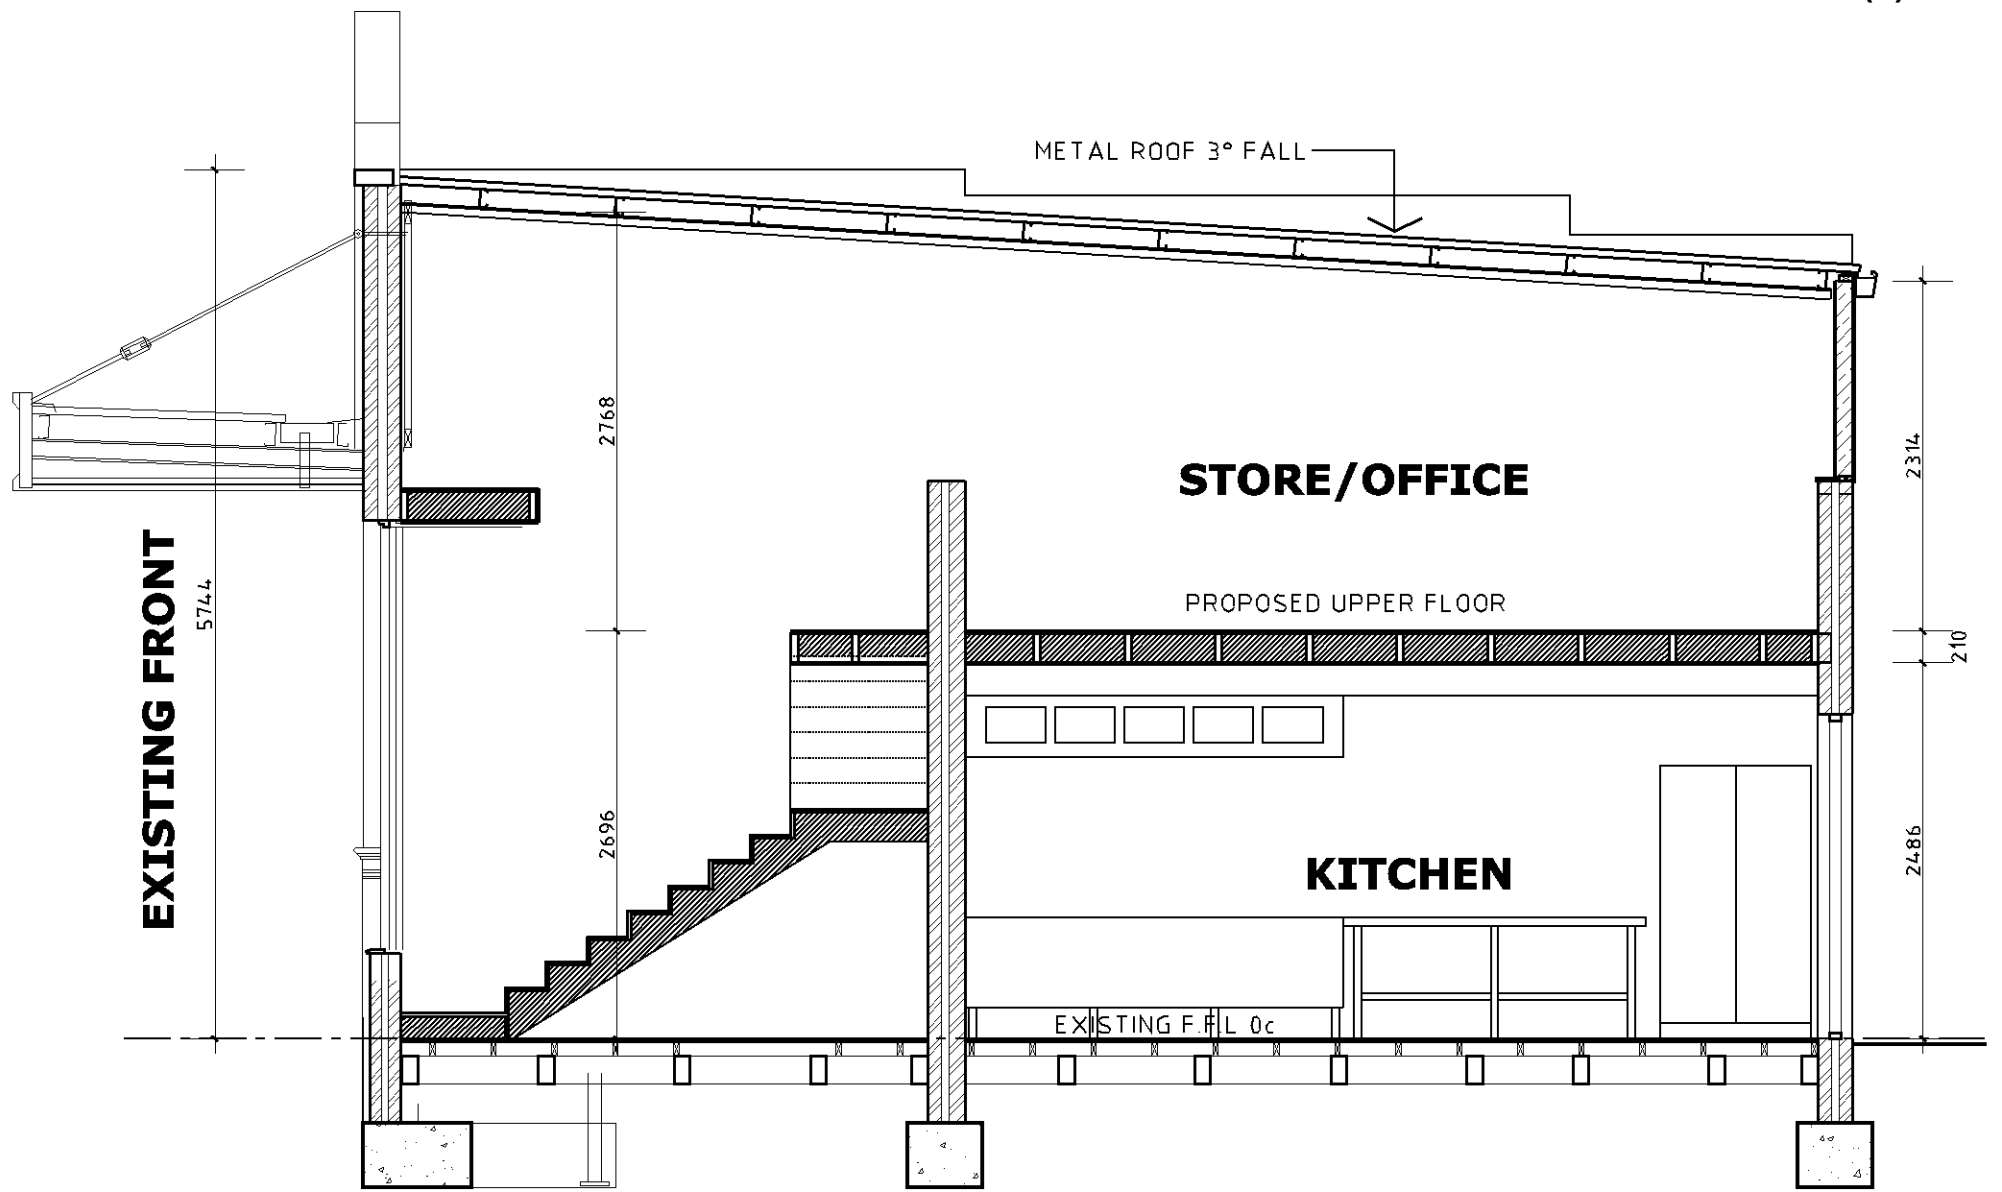 METAL ROOF 3° FALL
2768
STORE/OFFICE
2314
EXISTING FRONT
5744
PROPOSED UPPER FLOOR
210
2696
KITCHEN
2486
EXISTING F.F.L 0c